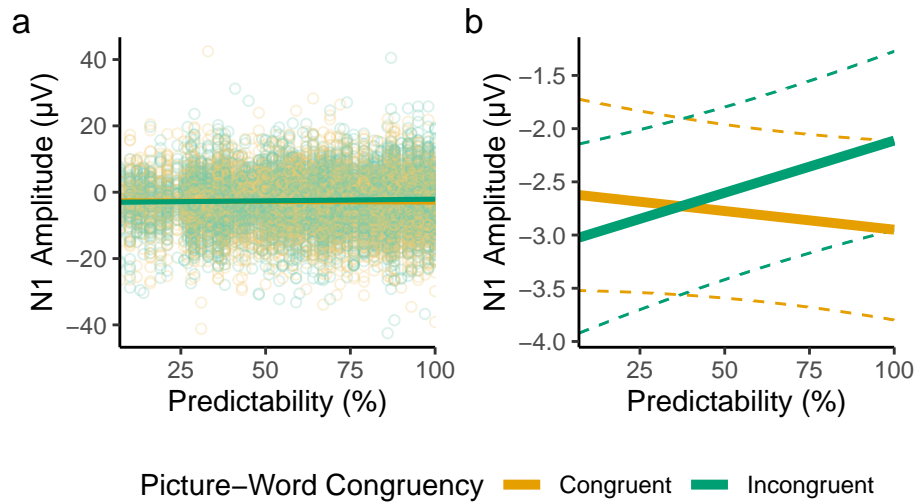 a
N1 Amplitude (µV)
40
20
0
−20
−40
25 50 75 100
Predictability (%)
b
N1 Amplitude (µV)
−1.5
−2.0
−2.5
−3.0
−3.5
−4.0
25 50 75 100
Predictability (%)
Picture−Word Congruency Congruent Incongruent